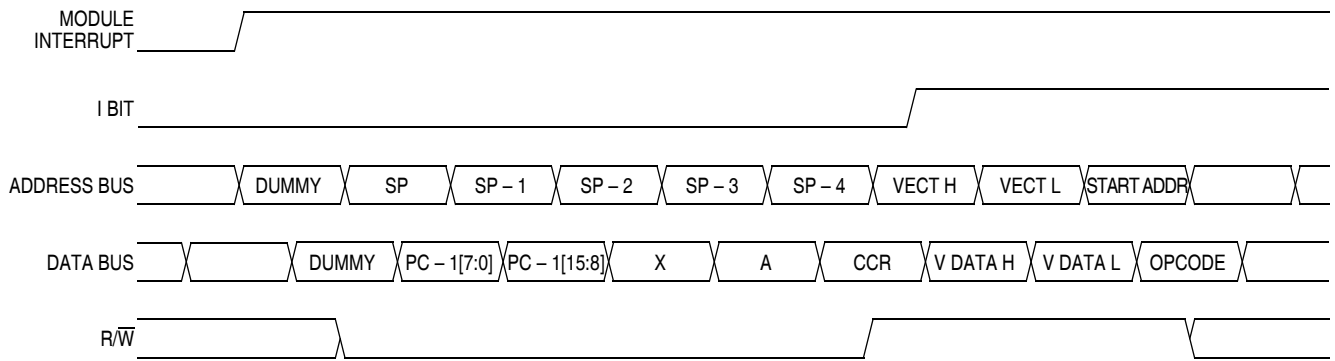 MODULE
INTERRUPT
I BIT
ADDRESS BUS DUMMY SP SP – 1 SP – 2 SP – 3 SP – 4 VECT H VECT L START ADDR
DATA BUS DUMMY PC – 1[7:0] PC – 1[15:8] X A CCR V DATA H V DATA L OPCODE
R/W̅